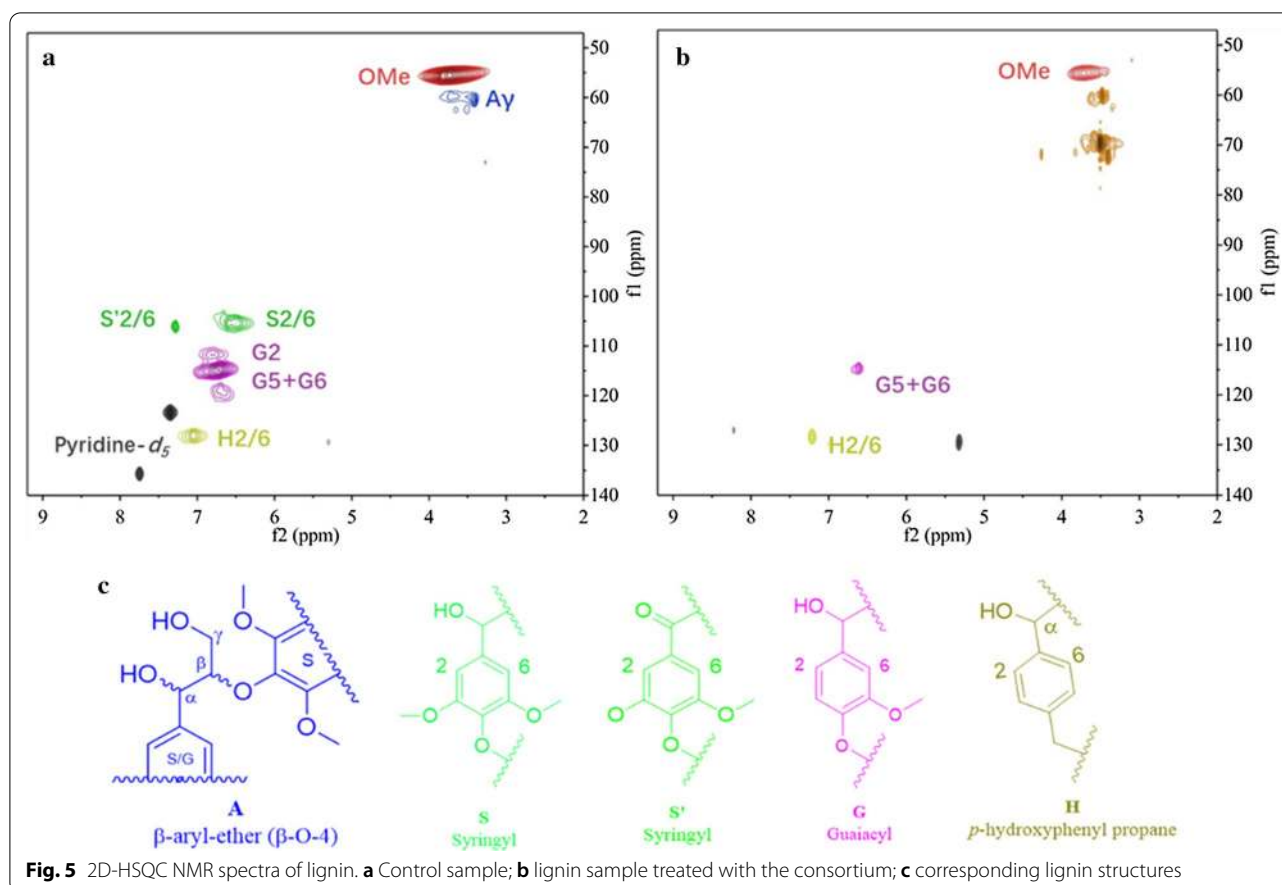 a
OMe
Aγ
S'2/6
S2/6
G2
G5+G6
H2/6
Pyridine-d5
50
60
70
80
90
100
110
120
130
140
f1 (ppm)
9 8 7 6 5 4 3 2
f2 (ppm)
b
OMe
G5+G6
H2/6
50
60
70
80
90
100
110
120
130
140
f1 (ppm)
9 8 7 6 5 4 3 2
f2 (ppm)
c
HO
O
γ
S
β
HO
O
α
O
S/G
A
β-aryl-ether (β-O-4)
HO
2 6
O
O
O
S
Syringyl
O
2 6
O
O
O
S'
Syringyl
HO
2 6
O
O
G
Guaiacyl
HO
α
6
2
H
p-hydroxyphenyl propane
Fig. 5 2D-HSQC NMR spectra of lignin. a Control sample; b lignin sample treated with the consortium; c corresponding lignin structures